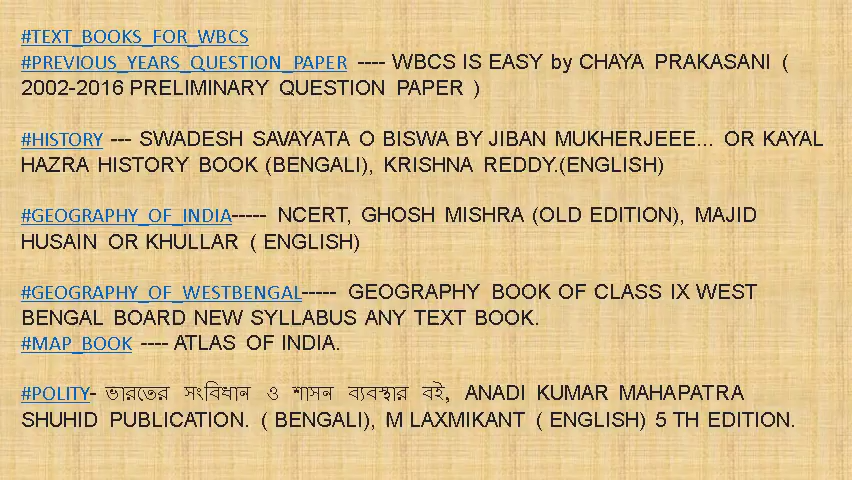 #TEXT_BOOKS_FOR_WBCS
#PREVIOUS_YEARS_QUESTION_PAPER ---- WBCS IS EASY by CHAYA PRAKASANI (
2002-2016 PRELIMINARY QUESTION PAPER )
#HISTORY --- SWADESH SAVAYATA O BISWA BY JIBAN MUKHERJEEE... OR KAYAL
HAZRA HISTORY BOOK (BENGALI), KRISHNA REDDY.(ENGLISH)
#GEOGRAPHY_OF_INDIA----- NCERT, GHOSH MISHRA (OLD EDITION), MAJID
HUSAIN OR KHULLAR ( ENGLISH)
#GEOGRAPHY_OF_WESTBENGAL----- GEOGRAPHY BOOK OF CLASS IX WEST
BENGAL BOARD NEW SYLLABUS ANY TEXT BOOK.
#MAP_BOOK ---- ATLAS OF INDIA.
#POLITY- ভারতের সংবিধান ও শাসন ব্যবস্থার বই, ANADI KUMAR MAHAPATRA
SHUHID PUBLICATION. ( BENGALI), M LAXMIKANT ( ENGLISH) 5 TH EDITION.